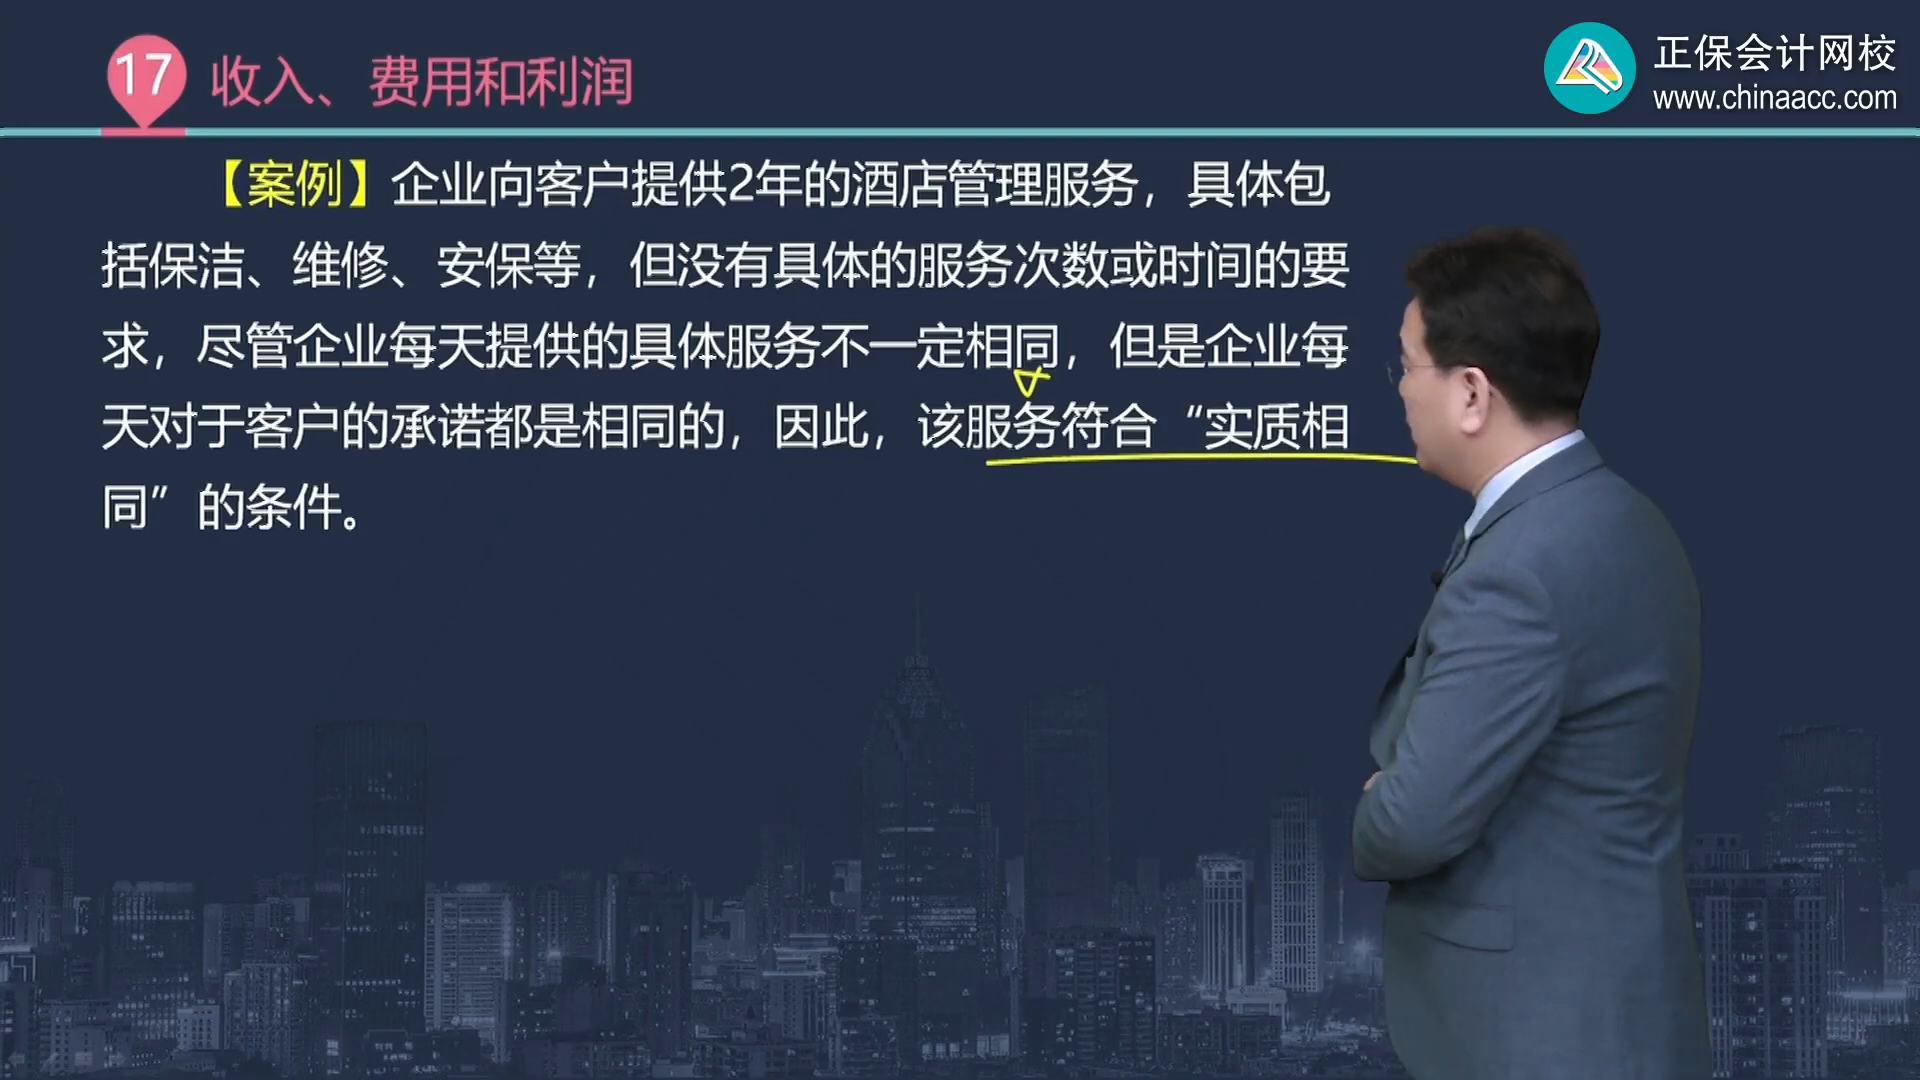 17 收入、费用和利润
正保会计网校
www.chinaacc.com
【案例】企业向客户提供2年的酒店管理服务，具体包
括保洁、维修、安保等，但没有具体的服务次数或时间的要
求，尽管企业每天提供的具体服务不一定相同，但是企业每
天对于客户的承诺都是相同的，因此，该服务符合“实质相
同”的条件。